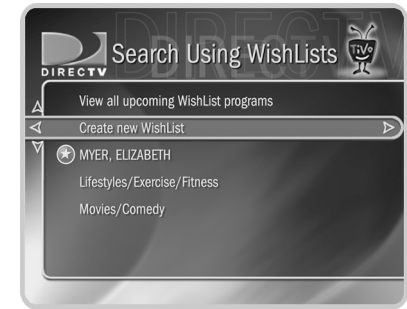 DIRECTV
Search Using WishLists
TiVo
View all upcoming WishList programs
Create new WishList
MYER, ELIZABETH
Lifestyles/Exercise/Fitness
Movies/Comedy